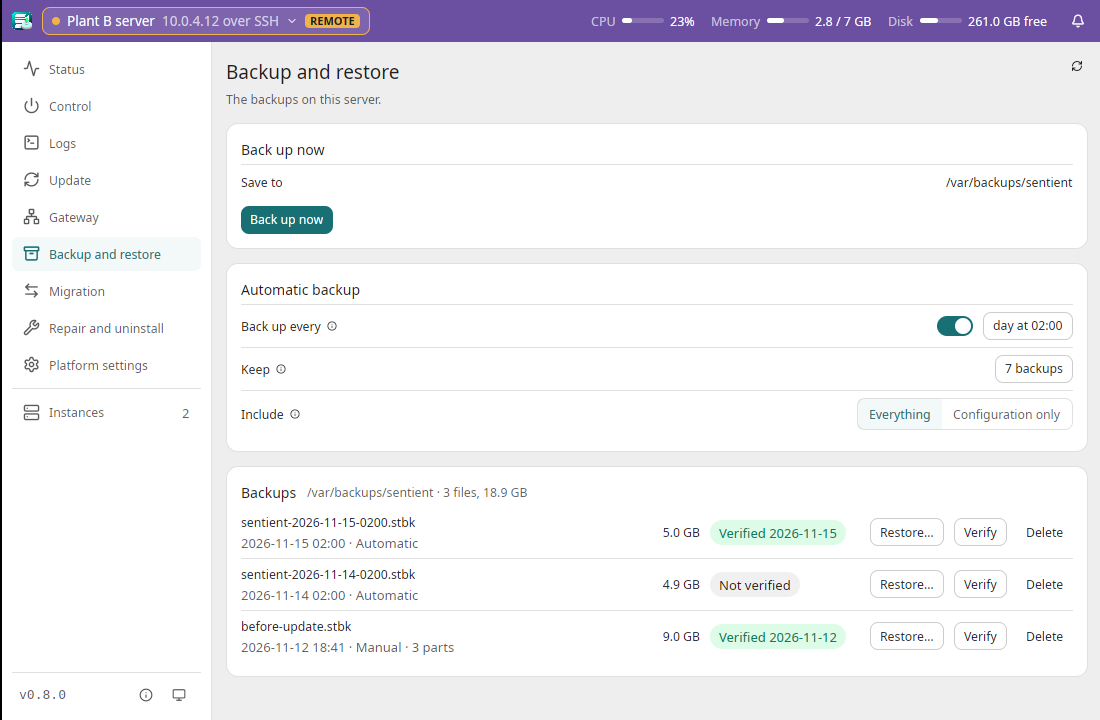 Plant B server 10.0.4.12 over SSH REMOTE CPU 23% Memory 2.8 / 7 GB Disk 261.0 GB free
Status
Control
Logs
Update
Gateway
Backup and restore
Migration
Repair and uninstall
Platform settings
Instances 2
v0.8.0
Backup and restore
The backups on this server.
Back up now
Save to /var/backups/sentient
Back up now
Automatic backup
Back up every day at 02:00
Keep 7 backups
Include Everything Configuration only
Backups /var/backups/sentient · 3 files, 18.9 GB
sentient-2026-11-15-0200.stbk
2026-11-15 02:00 · Automatic
5.0 GB Verified 2026-11-15 Restore... Verify Delete
sentient-2026-11-14-0200.stbk
2026-11-14 02:00 · Automatic
4.9 GB Not verified Restore... Verify Delete
before-update.stbk
2026-11-12 18:41 · Manual · 3 parts
9.0 GB Verified 2026-11-12 Restore... Verify Delete